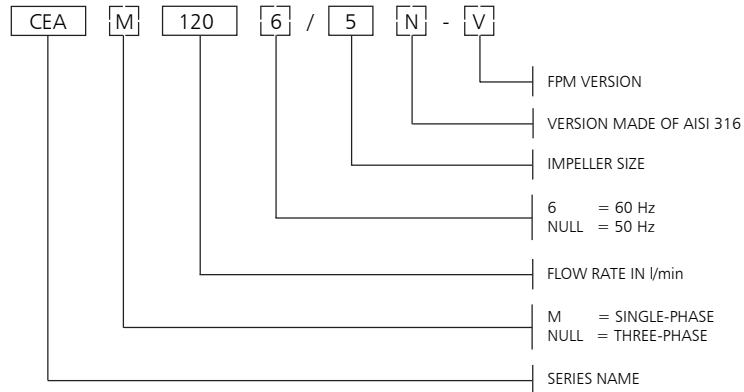 CEA M 120 6 / 5 N - V
FPM VERSION
VERSION MADE OF AISI 316
IMPELLER SIZE
6 = 60 Hz
NULL = 50 Hz
FLOW RATE IN l/min
M = SINGLE-PHASE
NULL = THREE-PHASE
SERIES NAME